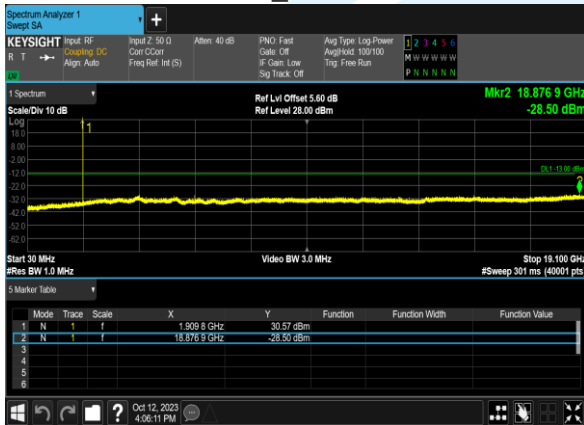 Spectrum Analyzer 1
Swept SA
+
KEYSIGHT Input: RF Input Z: 50 Ω Atten: 40 dB PNO: Fast Avg Type: Log-Power 1 2 3 4 5 6
R T Coupling: DC Corr CCorr Gate: Off Avg|Hold: 100/100 M W W W W W
Align: Auto Freq Ref: Int (S) IF Gain: Low Trig: Free Run
Sig Track: Off P N N N N N
1 Spectrum
Ref Lvl Offset 5.60 dB Mkr2 18.876 9 GHz
Scale/Div 10 dB Ref Level 28.00 dBm -28.50 dBm
Log
18.0
8.00
-2.00
-12.0
-22.0
-32.0
-42.0
-52.0
-62.0
1
DL1 -13.00 dBm
2
Start 30 MHz Video BW 3.0 MHz Stop 19.100 GHz
#Res BW 1.0 MHz #Sweep 301 ms (40001 pts)
5 Marker Table
Mode Trace Scale X Y Function Function Width Function Value
1 N 1 f 1.909 8 GHz 30.57 dBm
2 N 1 f 18.876 9 GHz -28.50 dBm
3
4
5
6
? Oct 12, 2023
4:06:11 PM